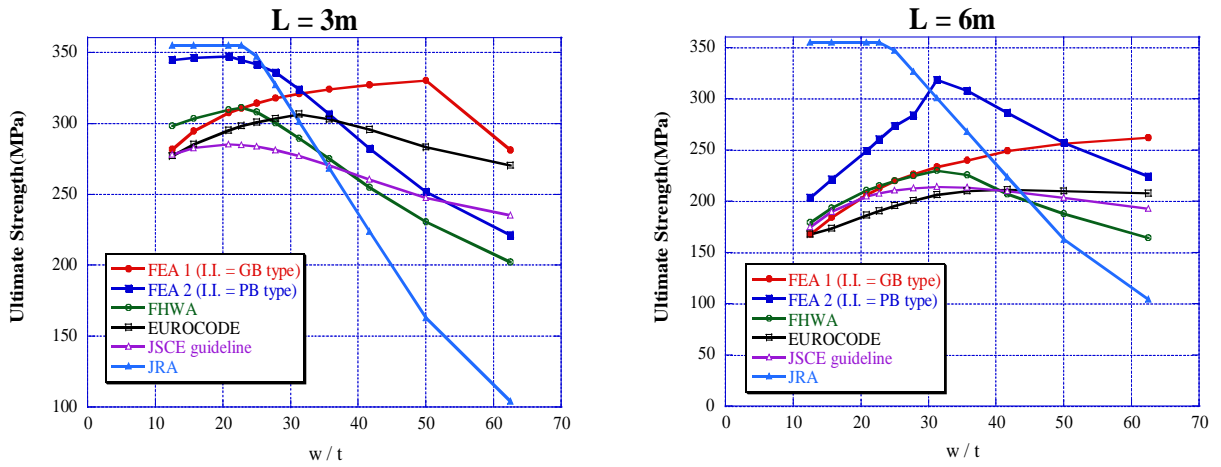 L = 3m
Ultimate Strength(MPa)
350
300
250
200
150
100
FEA 1 (I.I. = GB type)
FEA 2 (I.I. = PB type)
FHWA
EUROCODE
JSCE guideline
JRA
0 10 20 30 40 50 60 70
w / t
L = 6m
Ultimate Strength(MPa)
350
300
250
200
150
100
50
0
FEA 1 (I.I. = GB type)
FEA 2 (I.I. = PB type)
FHWA
EUROCODE
JSCE guideline
JRA
0 10 20 30 40 50 60 70
w / t